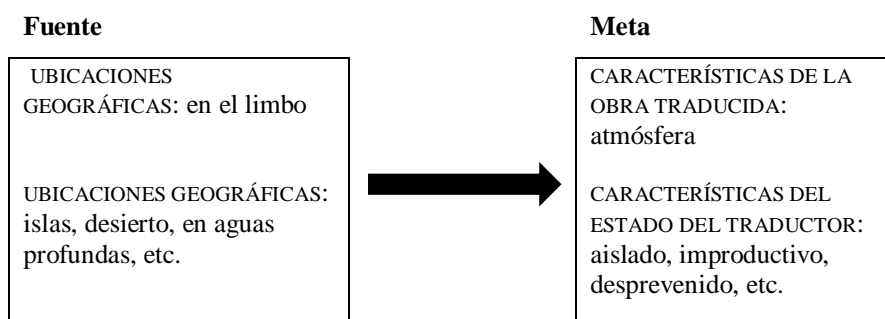 Fuente
UBICACIONES
GEOGRÁFICAS: en el limbo
UBICACIONES GEOGRÁFICAS:
islas, desierto, en aguas
profundas, etc.
Meta
CARACTERÍSTICAS DE LA
OBRA TRADUCIDA:
atmósfera
CARACTERÍSTICAS DEL
ESTADO DEL TRADUCTOR:
aislado, improductivo,
desprevenido, etc.